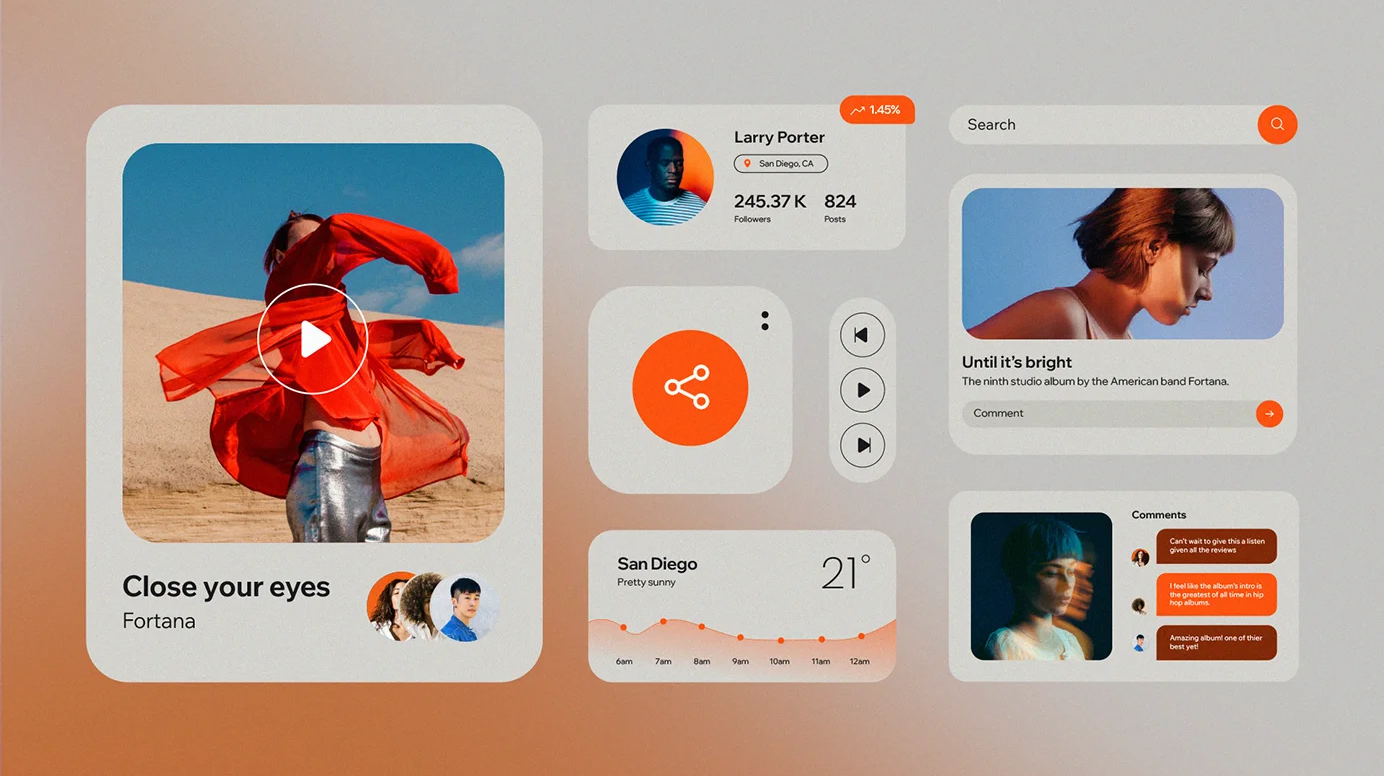 Close your eyes
Fortana
1.45%
Larry Porter
San Diego, CA
245.37 K
824
Followers
Posts
San Diego
Pretty sunny
21°
6am 7am 8am 9am 10am 11am 12am
Search
Until it's bright
The ninth studio album by the American band Fortana.
Comment
Comments
Can't wait to give this a listen
given all the reviews
I feel like the album's intro is
the greatest of all time in hip
hop albums.
Amazing album! one of thier
best yet!